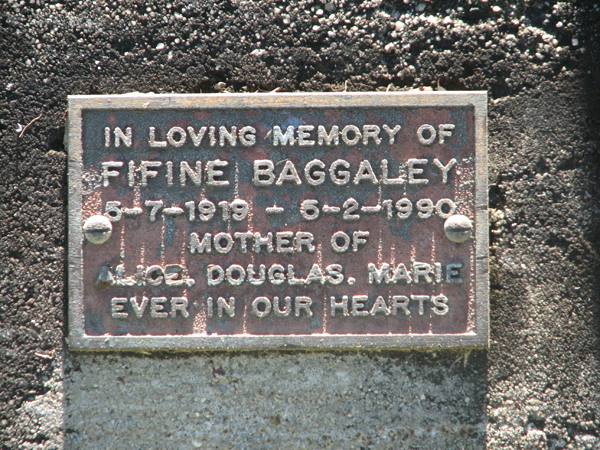 IN LOVING MEMORY OF
FIFINE BAGGALEY
5-7-1919 - 5-2-1990
MOTHER OF
ALICE. DOUGLAS. MARIE
EVER IN OUR HEARTS